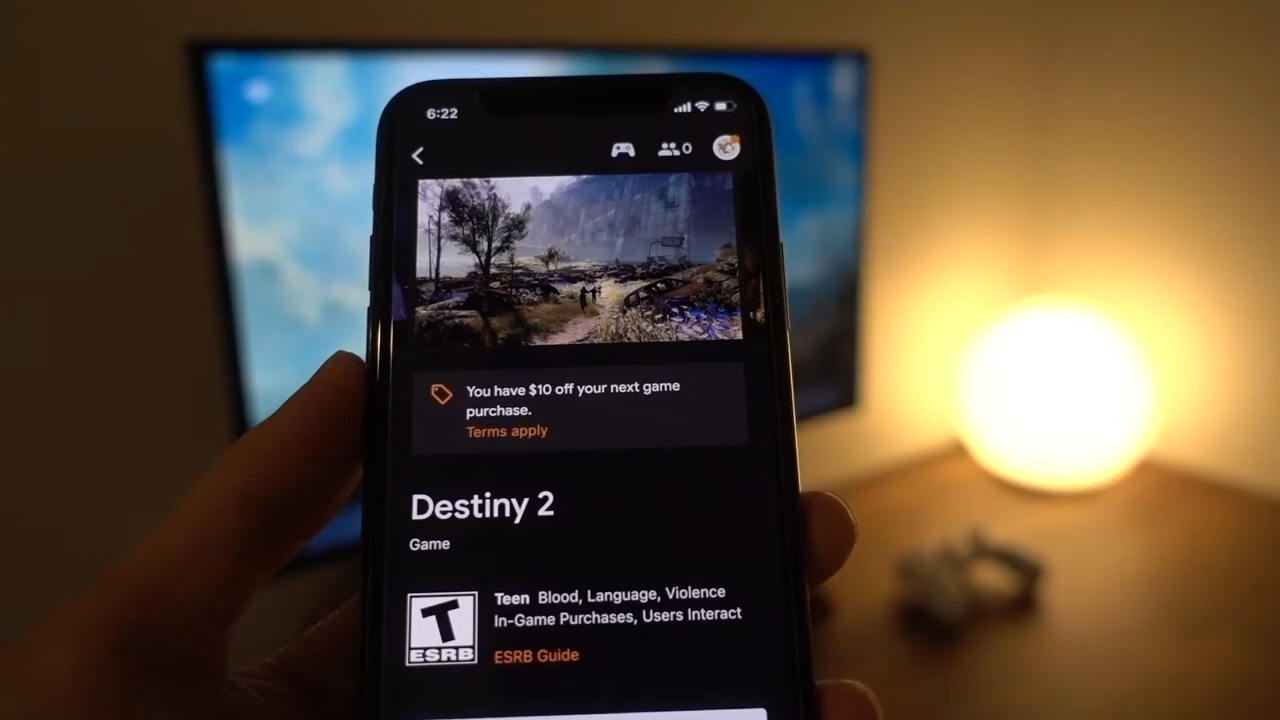 6:22
0
You have $10 off your next game
purchase.
Terms apply
Destiny 2
Game
T
ESRB
Teen Blood, Language, Violence
In-Game Purchases, Users Interact
ESRB Guide